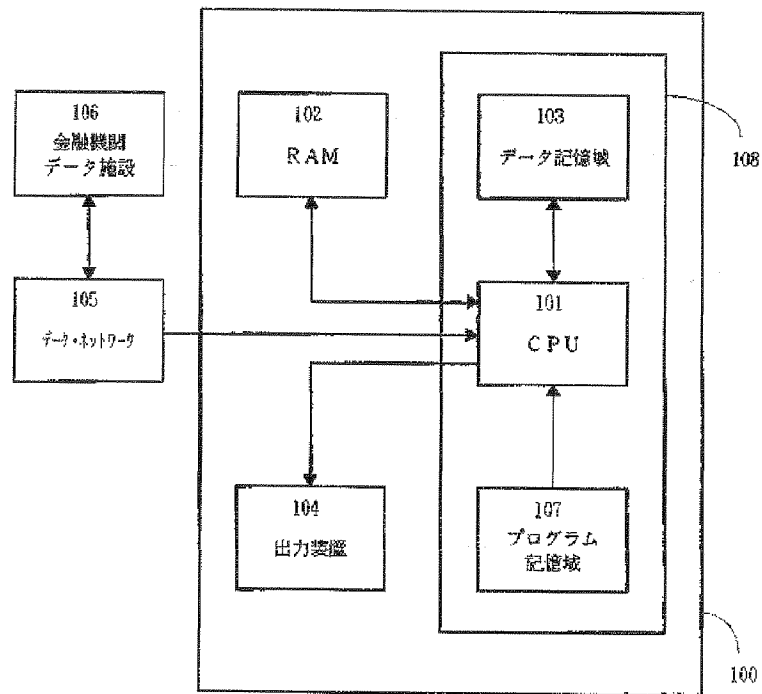 106
金融機関
データ施設
102
RAM
103
データ記憶域
108
105
データ・ネットワーク
101
CPU
104
出力装置
107
プログラム
記憶域
100